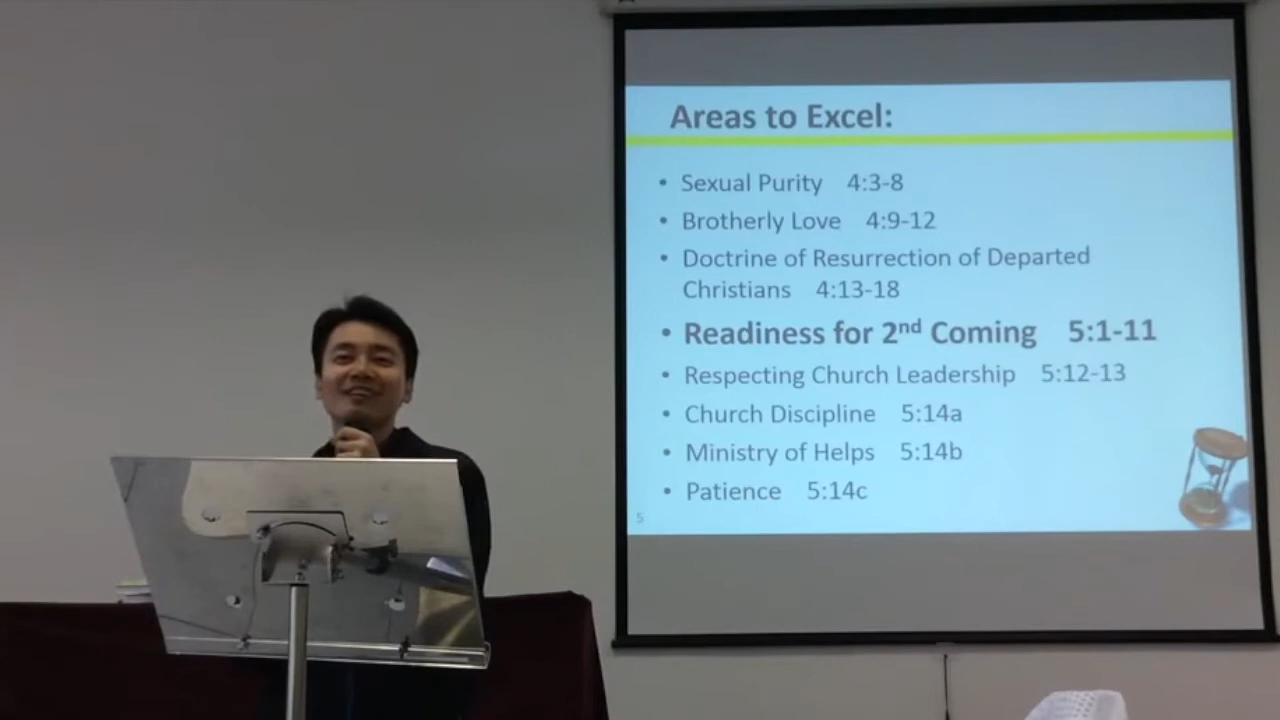 Areas to Excel:
• Sexual Purity 4:3-8
• Brotherly Love 4:9-12
• Doctrine of Resurrection of Departed
Christians 4:13-18
• Readiness for 2nd Coming 5:1-11
• Respecting Church Leadership 5:12-13
• Church Discipline 5:14a
• Ministry of Helps 5:14b
• Patience 5:14c
5